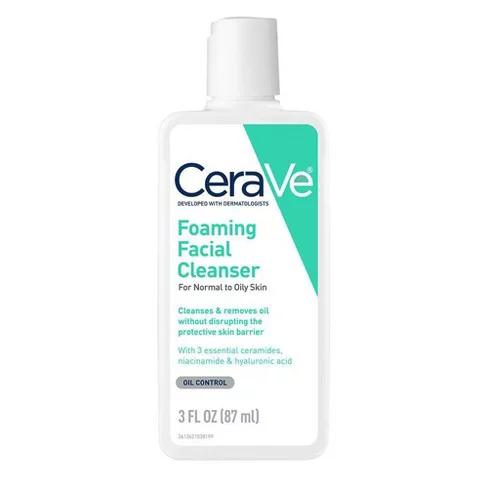 CeraVe
DEVELOPED WITH DERMATOLOGISTS
Foaming
Facial
Cleanser
For Normal to Oily Skin
Cleanses & removes oil
without disrupting the
protective skin barrier
With 3 essential ceramides,
niacinamide & hyaluronic acid
OIL CONTROL
3 FL OZ (87 ml)